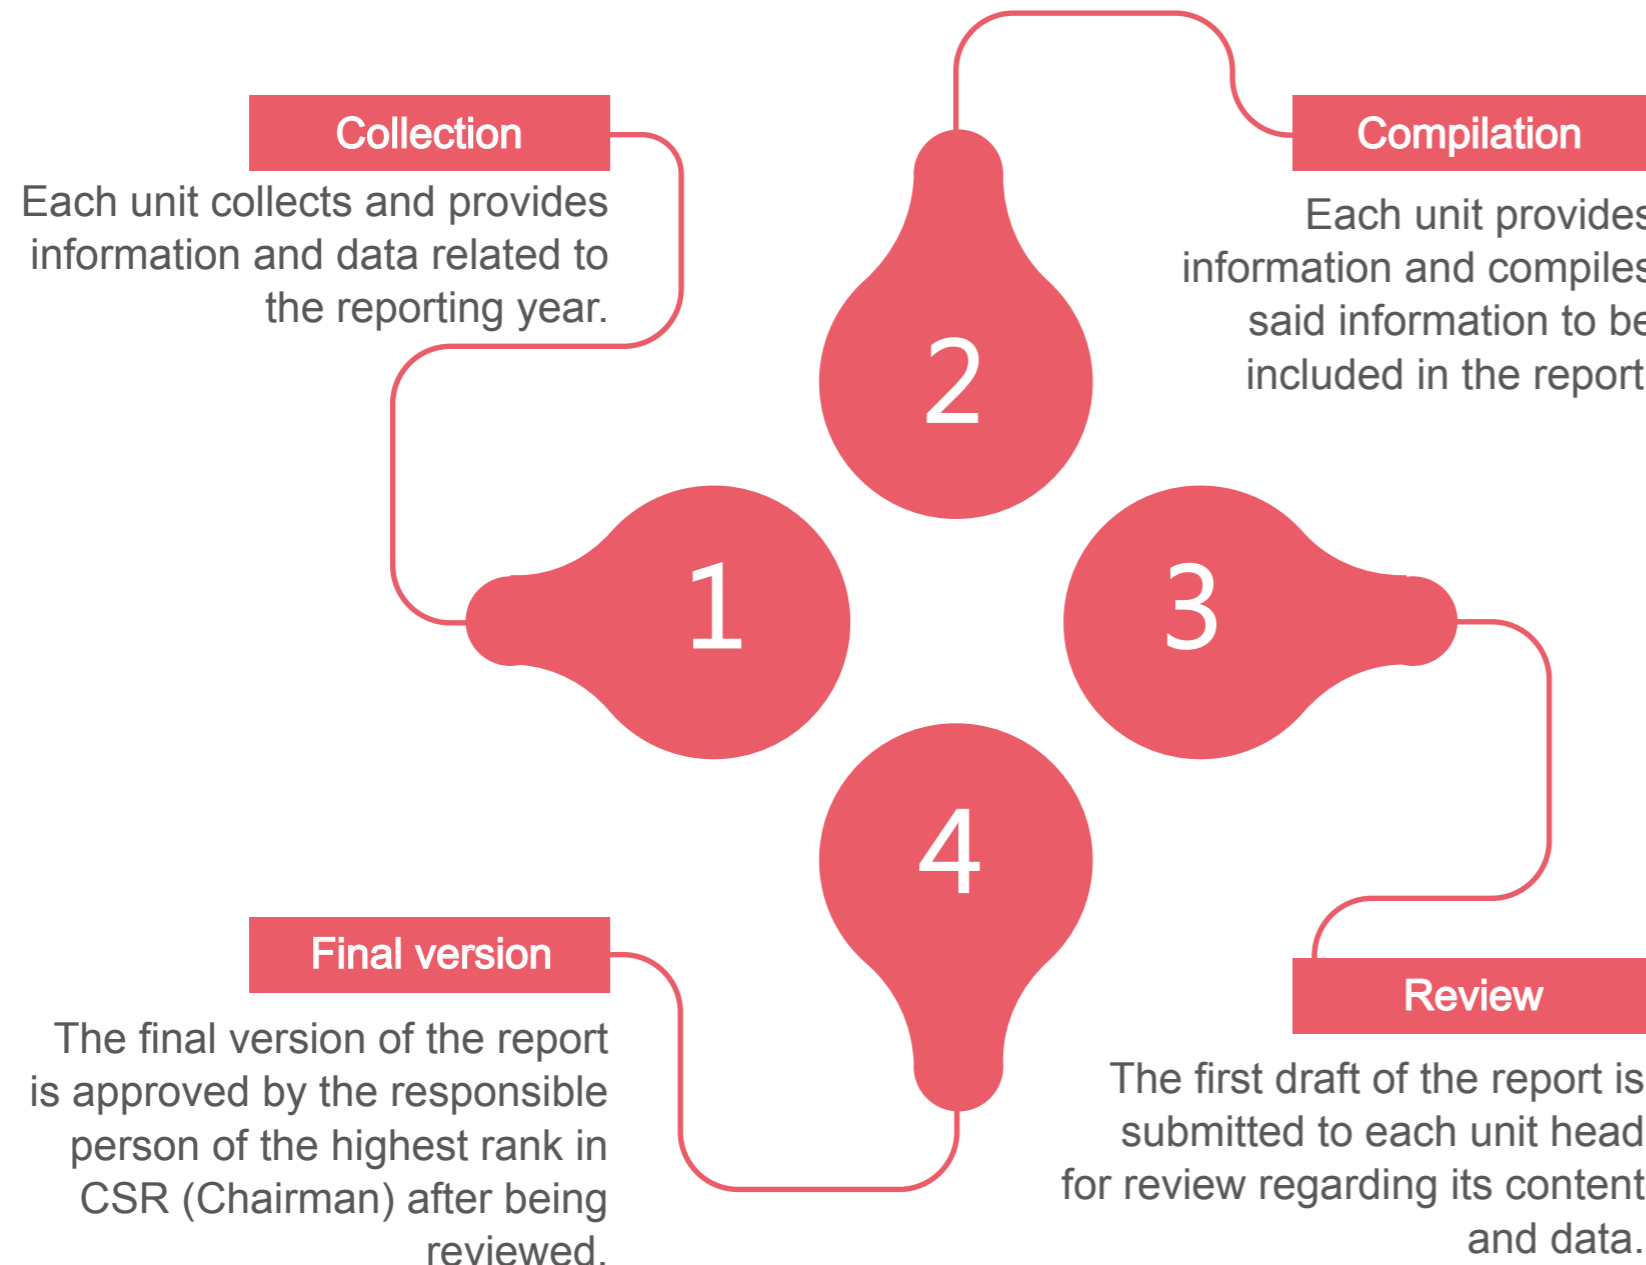 Collection
Each unit collects and provides
information and data related to
the reporting year.
1
2
Compilation
Each unit provides
information and compiles
said information to be
included in the report
3
Review
The first draft of the report is
submitted to each unit head
for review regarding its content
and data.
4
Final version
The final version of the report
is approved by the responsible
person of the highest rank in
CSR (Chairman) after being
reviewed.